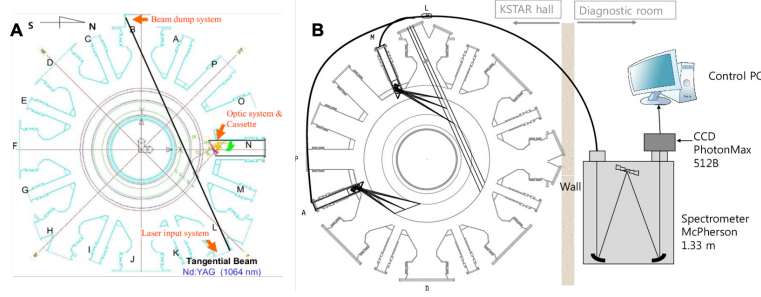 A
S
N
Beam dump system
B
C
A
D
P
E
O
Optic system &
Cassette
F
N
G
M
H
L
Laser input system
I
K
J
Tangential Beam
Nd:YAG (1064 nm)
B
L
M
P
A
D
KSTAR hall
Diagnostic room
Wall
Control PC
CCD
PhotonMax
512B
Spectrometer
McPherson
1.33 m